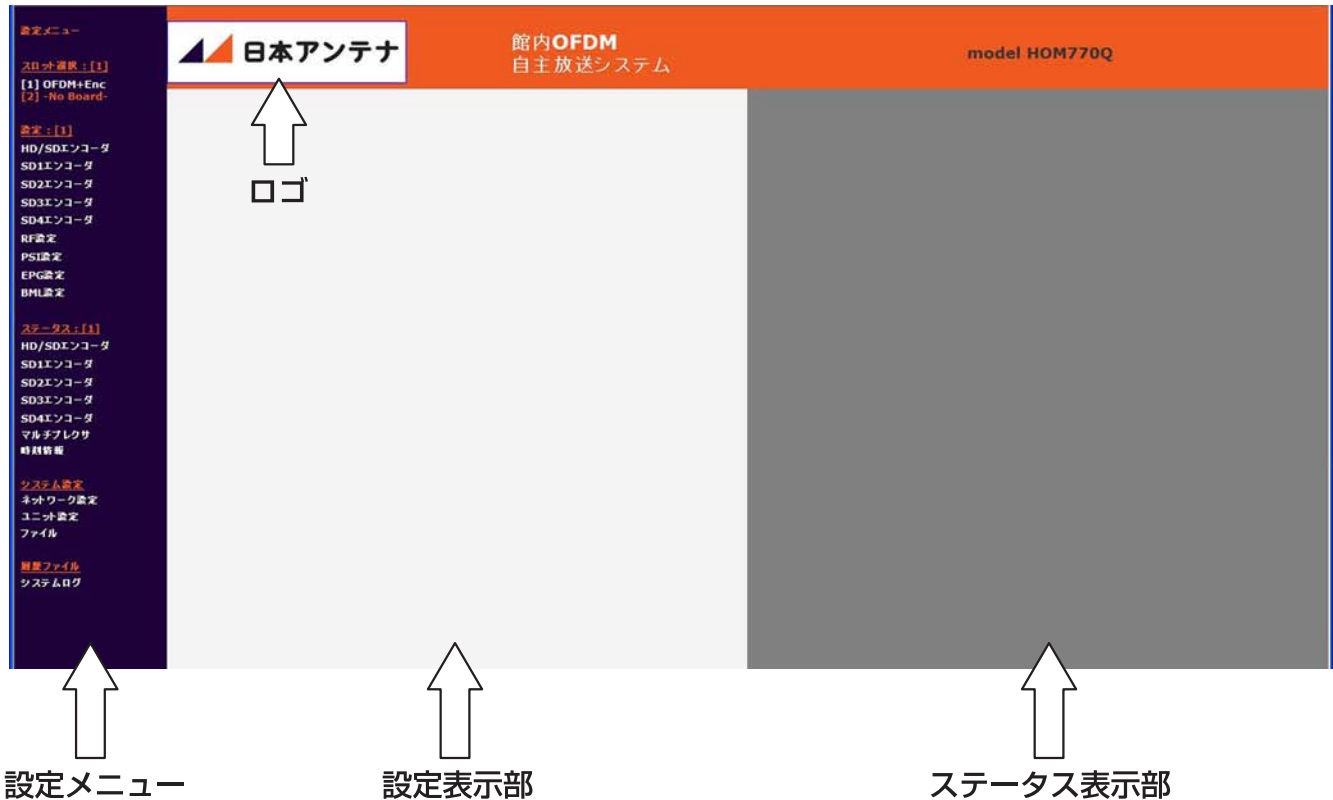 設定メニュー
スロット選択:[1]
[1] OFDM+Enc
[2] -No Board-
設定:[1]
HD/SDエンコーダ
SD1エンコーダ
SD2エンコーダ
SD3エンコーダ
SD4エンコーダ
RF設定
PSI設定
EPG設定
BML設定
ステータス:[1]
HD/SDエンコーダ
SD1エンコーダ
SD2エンコーダ
SD3エンコーダ
SD4エンコーダ
マルチプレクサ
時刻情報
システム設定
ネットワーク設定
ユニット設定
ファイル
履歴ファイル
システムログ
日本アンテナ
館内OFDM
自主放送システム
model HOM770Q
ロゴ
設定メニュー
設定表示部
ステータス表示部